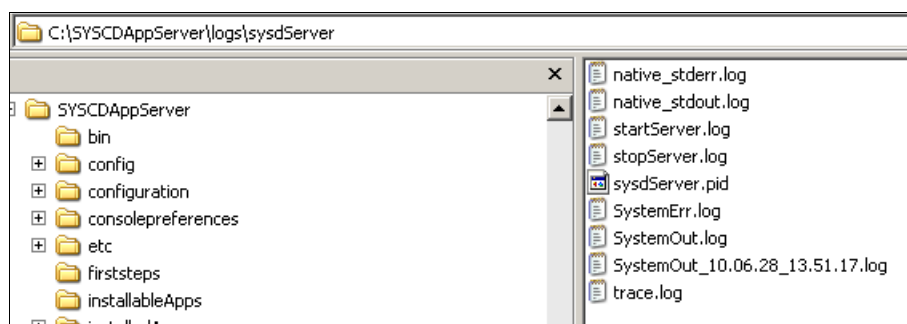 C:\SYSCDAppServer\logs\sysdServer
SYSCDAppServer
bin
config
configuration
consolepreferences
etc
firststeps
installableApps
native_stderr.log
native_stdout.log
startServer.log
stopServer.log
sysdServer.pid
SystemErr.log
SystemOut.log
SystemOut_10.06.28_13.51.17.log
trace.log